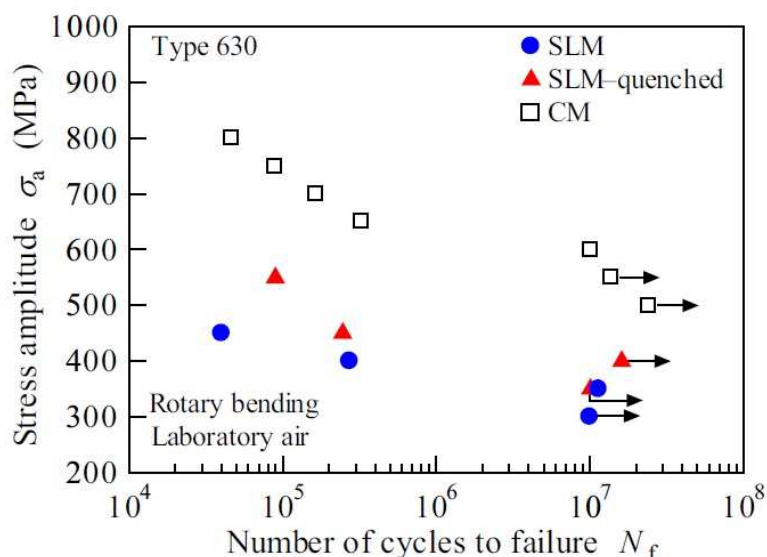 Type 630
SLM
SLM–quenched
CM
Stress amplitude σa (MPa)
1000
900
800
700
600
500
400
300
200
Rotary bending
Laboratory air
10^4
10^5
10^6
10^7
10^8
Number of cycles to failure Nf